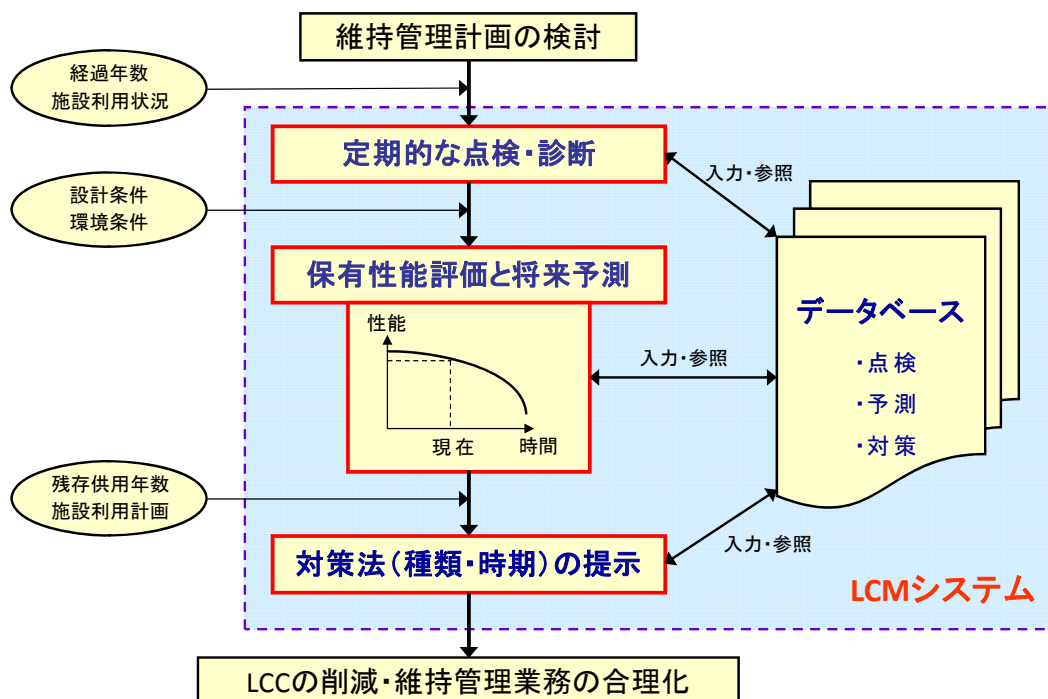 維持管理計画の検討
経過年数
施設利用状況
定期的な点検・診断
入力・参照
設計条件
環境条件
保有性能評価と将来予測
性能
現在
時間
入力・参照
データベース
・点検
・予測
・対策
残存供用年数
施設利用計画
対策法(種類・時期)の提示
入力・参照
LCMシステム
LCCの削減・維持管理業務の合理化